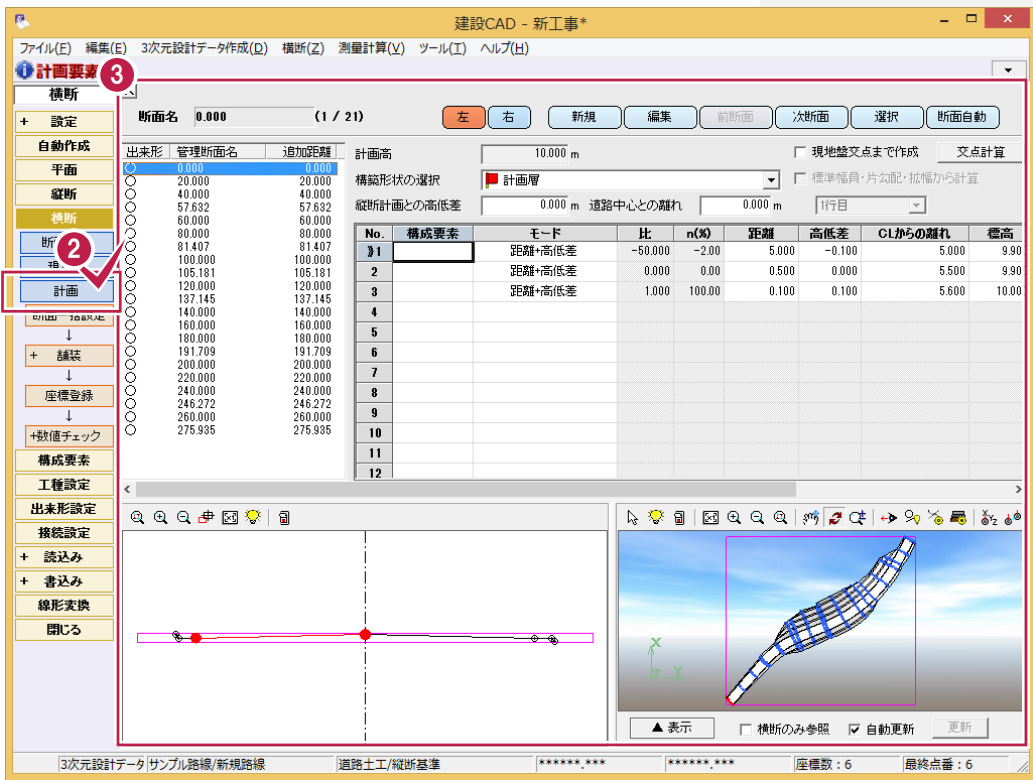 建設CAD - 新工事*
ファイル(F) 編集(E) 3次元設計データ作成(D) 横断(Z) 測量計算(V) ツール(T) ヘルプ(H)
計画要素
3
横断
断面名 0.000 (1 / 21) 左 右 新規 編集 前断面 次断面 選択 断面自動
+ 設定
自動作成
平面
縦断
横断
2
計画
断面一括設定
↓
+ 舗装
↓
座標登録
↓
+数値チェック
構成要素
工種設定
出来形設定
接続設定
+ 読込み
+ 書込み
線形変換
閉じる
出来形 管理断面名 追加距離
○ 0.000 0.000
○ 20.000 20.000
○ 40.000 40.000
○ 57.632 57.632
○ 60.000 60.000
○ 80.000 80.000
○ 81.407 81.407
○ 100.000 100.000
○ 105.181 105.181
○ 120.000 120.000
○ 137.145 137.145
○ 140.000 140.000
○ 160.000 160.000
○ 180.000 180.000
○ 191.709 191.709
○ 200.000 200.000
○ 220.000 220.000
○ 240.000 240.000
○ 246.272 246.272
○ 260.000 260.000
○ 275.935 275.935
計画高 10.000 m 現地盤交点まで作成 交点計算
構築形状の選択 計画層 標準幅員・片勾配・拡幅から計算
縦断計画との高低差 0.000 m 道路中心との離れ 0.000 m 1行目
No. 構成要素 モード 比 n(%) 距離 高低差 CLからの離れ 標高
1 距離+高低差 -50.000 -2.00 5.000 -0.100 5.000 9.90
2 距離+高低差 0.000 0.00 0.500 0.000 5.500 9.90
3 距離+高低差 1.000 100.00 0.100 0.100 5.600 10.00
4
5
6
7
8
9
10
11
12
X
Z Y
▲表示 横断のみ参照 自動更新 更新
3次元設計データ サンプル路線/新規路線 道路土工/縦断基準 ******.*** ******.*** 座標数：6 最終点番：6